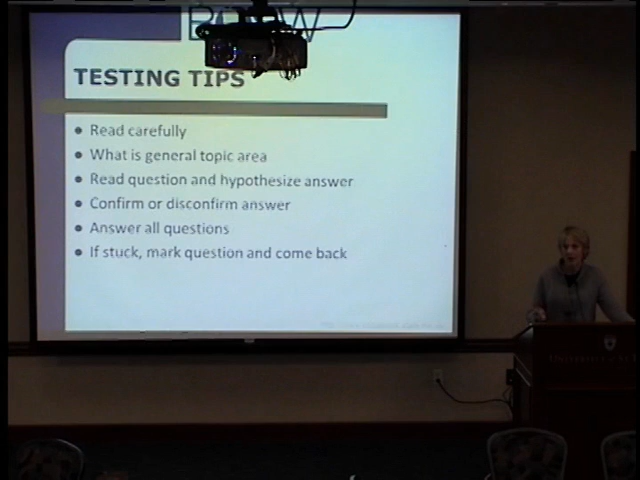 TESTING TIPS
Read carefully
What is general topic area
Read question and hypothesize answer
Confirm or disconfirm answer
Answer all questions
If stuck, mark question and come back